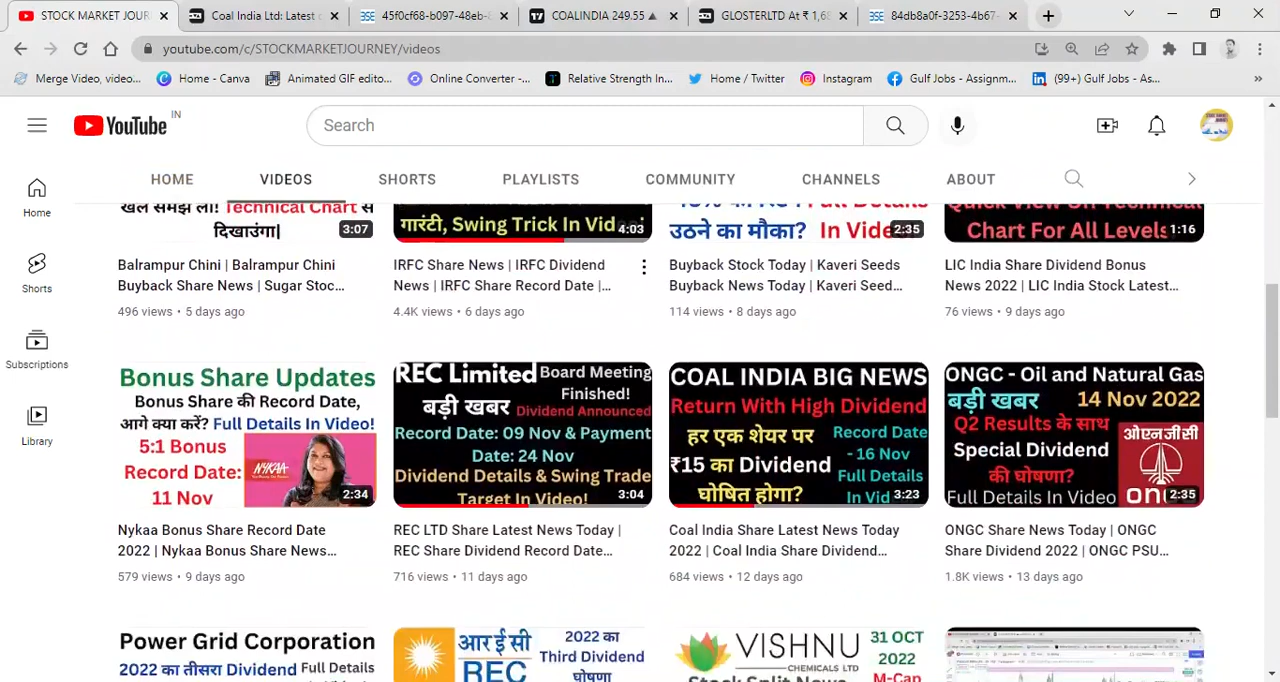 STOCK MARKET JOUR
Coal India Ltd: Latest c
45f0cf68-b097-48eb-8
COALINDIA 249.55 ▲
GLOSTERLTD At ₹ 1,68
84db8a0f-3253-4b67-
youtube.com/c/STOCKMARKETJOURNEY/videos
Merge Video, video...
Home - Canva
Animated GIF edito...
Online Converter -...
Relative Strength In...
Home / Twitter
Instagram
Gulf Jobs - Assignm...
(99+) Gulf Jobs - As...
YouTube IN
Search
Home
Shorts
Subscriptions
Library
HOME
VIDEOS
SHORTS
PLAYLISTS
COMMUNITY
CHANNELS
ABOUT
खेल समझ लो! Technical Chart से
दिखाउंगा|
3:07
गारंटी, Swing Trick In Vid
4:03
उठने का मौका? In Vide
2:35
Quick View On Technical
Chart For All Levels
1:16
Balrampur Chini | Balrampur Chini
Buyback Share News | Sugar Stoc...
496 views • 5 days ago
IRFC Share News | IRFC Dividend
News | IRFC Share Record Date |...
4.4K views • 6 days ago
Buyback Stock Today | Kaveri Seeds
Buyback News Today | Kaveri Seed...
114 views • 8 days ago
LIC India Share Dividend Bonus
News 2022 | LIC India Stock Latest...
76 views • 9 days ago
Bonus Share Updates
Bonus Share की Record Date,
आगे क्या करें? Full Details In Video!
5:1 Bonus
Record Date:
11 Nov
NYKAA
2:34
REC Limited
Board Meeting
Finished!
बड़ी खबर
Dividend Announced
Record Date: 09 Nov & Payment
Date: 24 Nov
Dividend Details & Swing Trade
Target In Video!
3:04
COAL INDIA BIG NEWS
Return With High Dividend
हर एक शेयर पर
₹15 का Dividend
घोषित होगा?
Record Date
- 16 Nov
Full Details
In Vid
3:23
ONGC - Oil and Natural Gas
बड़ी खबर 14 Nov 2022
Q2 Results के साथ
Special Dividend
की घोषणा?
Full Details In Video
ओएनजीसी
2:35
Nykaa Bonus Share Record Date
2022 | Nykaa Bonus Share News...
579 views • 9 days ago
REC LTD Share Latest News Today |
REC Share Dividend Record Date...
716 views • 11 days ago
Coal India Share Latest News Today
2022 | Coal India Share Dividend...
684 views • 12 days ago
ONGC Share News Today | ONGC
Share Dividend 2022 | ONGC PSU...
1.8K views • 13 days ago
Power Grid Corporation
2022 का तीसरा Dividend Full Details
आर ई सी
REC
2022 का
Third Dividend
घोषणा
VISHNU
CHEMICALS LTD
Stock Split News
31 OCT
2022
M-Cap